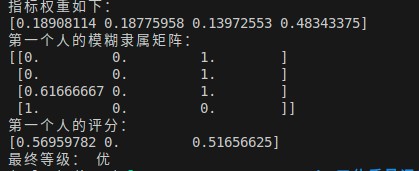 指标权重如下:
[0.18908114 0.18775958 0.13972553 0.48343375]
第一个人的模糊隶属矩阵:
[[0.         0.         1.        ]
 [0.         0.         1.        ]
 [0.61666667 0.         1.        ]
 [1.         0.         0.        ]]
第一个人的评分:
[0.56959782 0.         0.51656625]
最终等级: 优